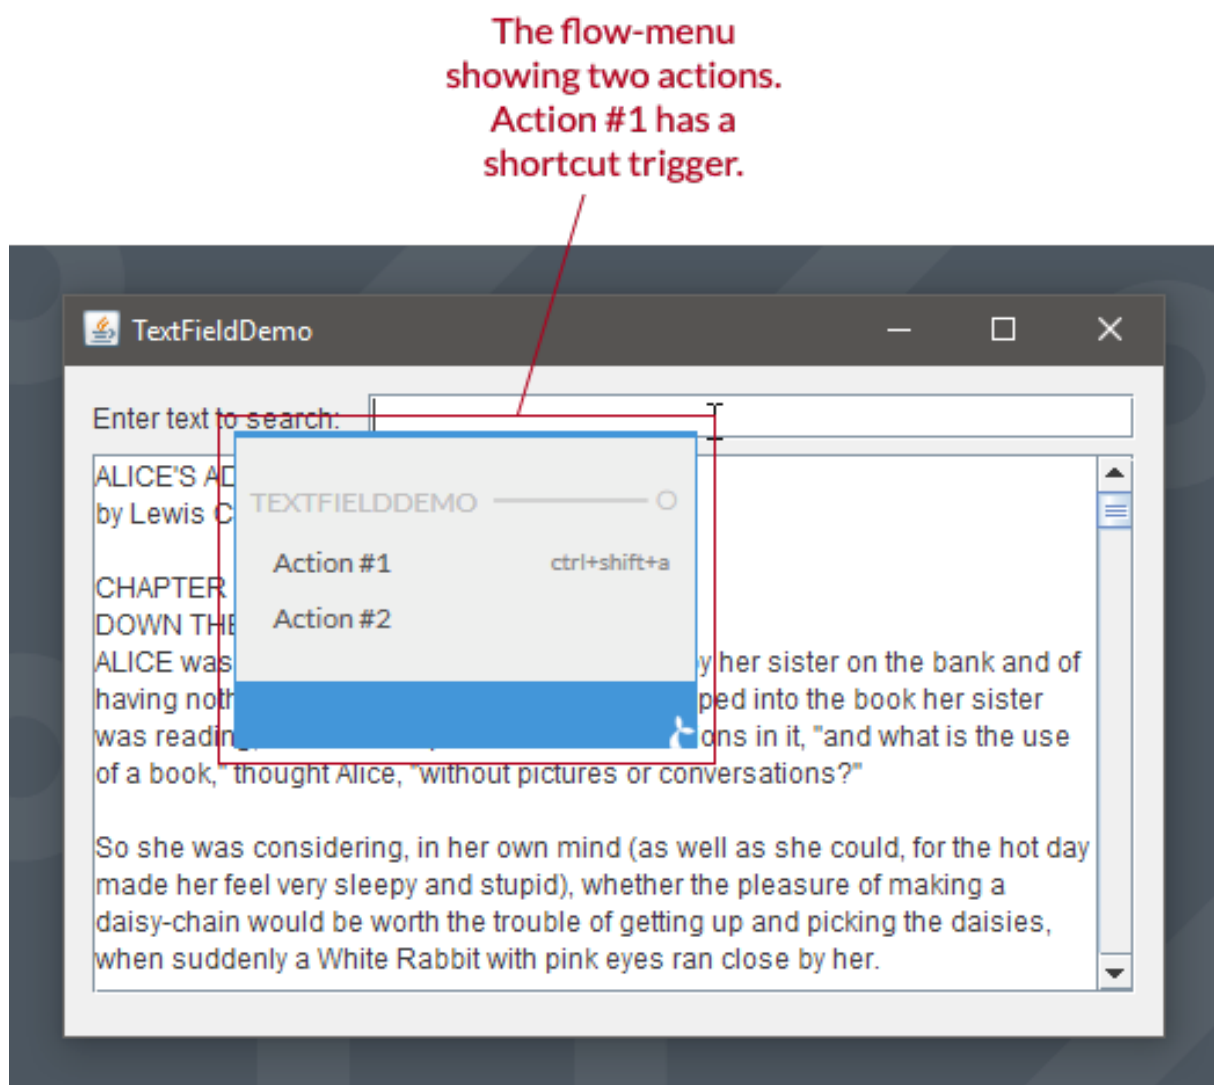 The flow-menu
showing two actions.
Action #1 has a
shortcut trigger.
TextFieldDemo
Enter text to search:
TEXTFIELDDEMO
Action #1 ctrl+shift+a
Action #2
ALICE'S AD
by Lewis C
CHAPTER
DOWN THE
ALICE was y her sister on the bank and of
having noth ped into the book her sister
was reading, ons in it, "and what is the use
of a book," thought Alice, "without pictures or conversations?"
So she was considering, in her own mind (as well as she could, for the hot day
made her feel very sleepy and stupid), whether the pleasure of making a
daisy-chain would be worth the trouble of getting up and picking the daisies,
when suddenly a White Rabbit with pink eyes ran close by her.